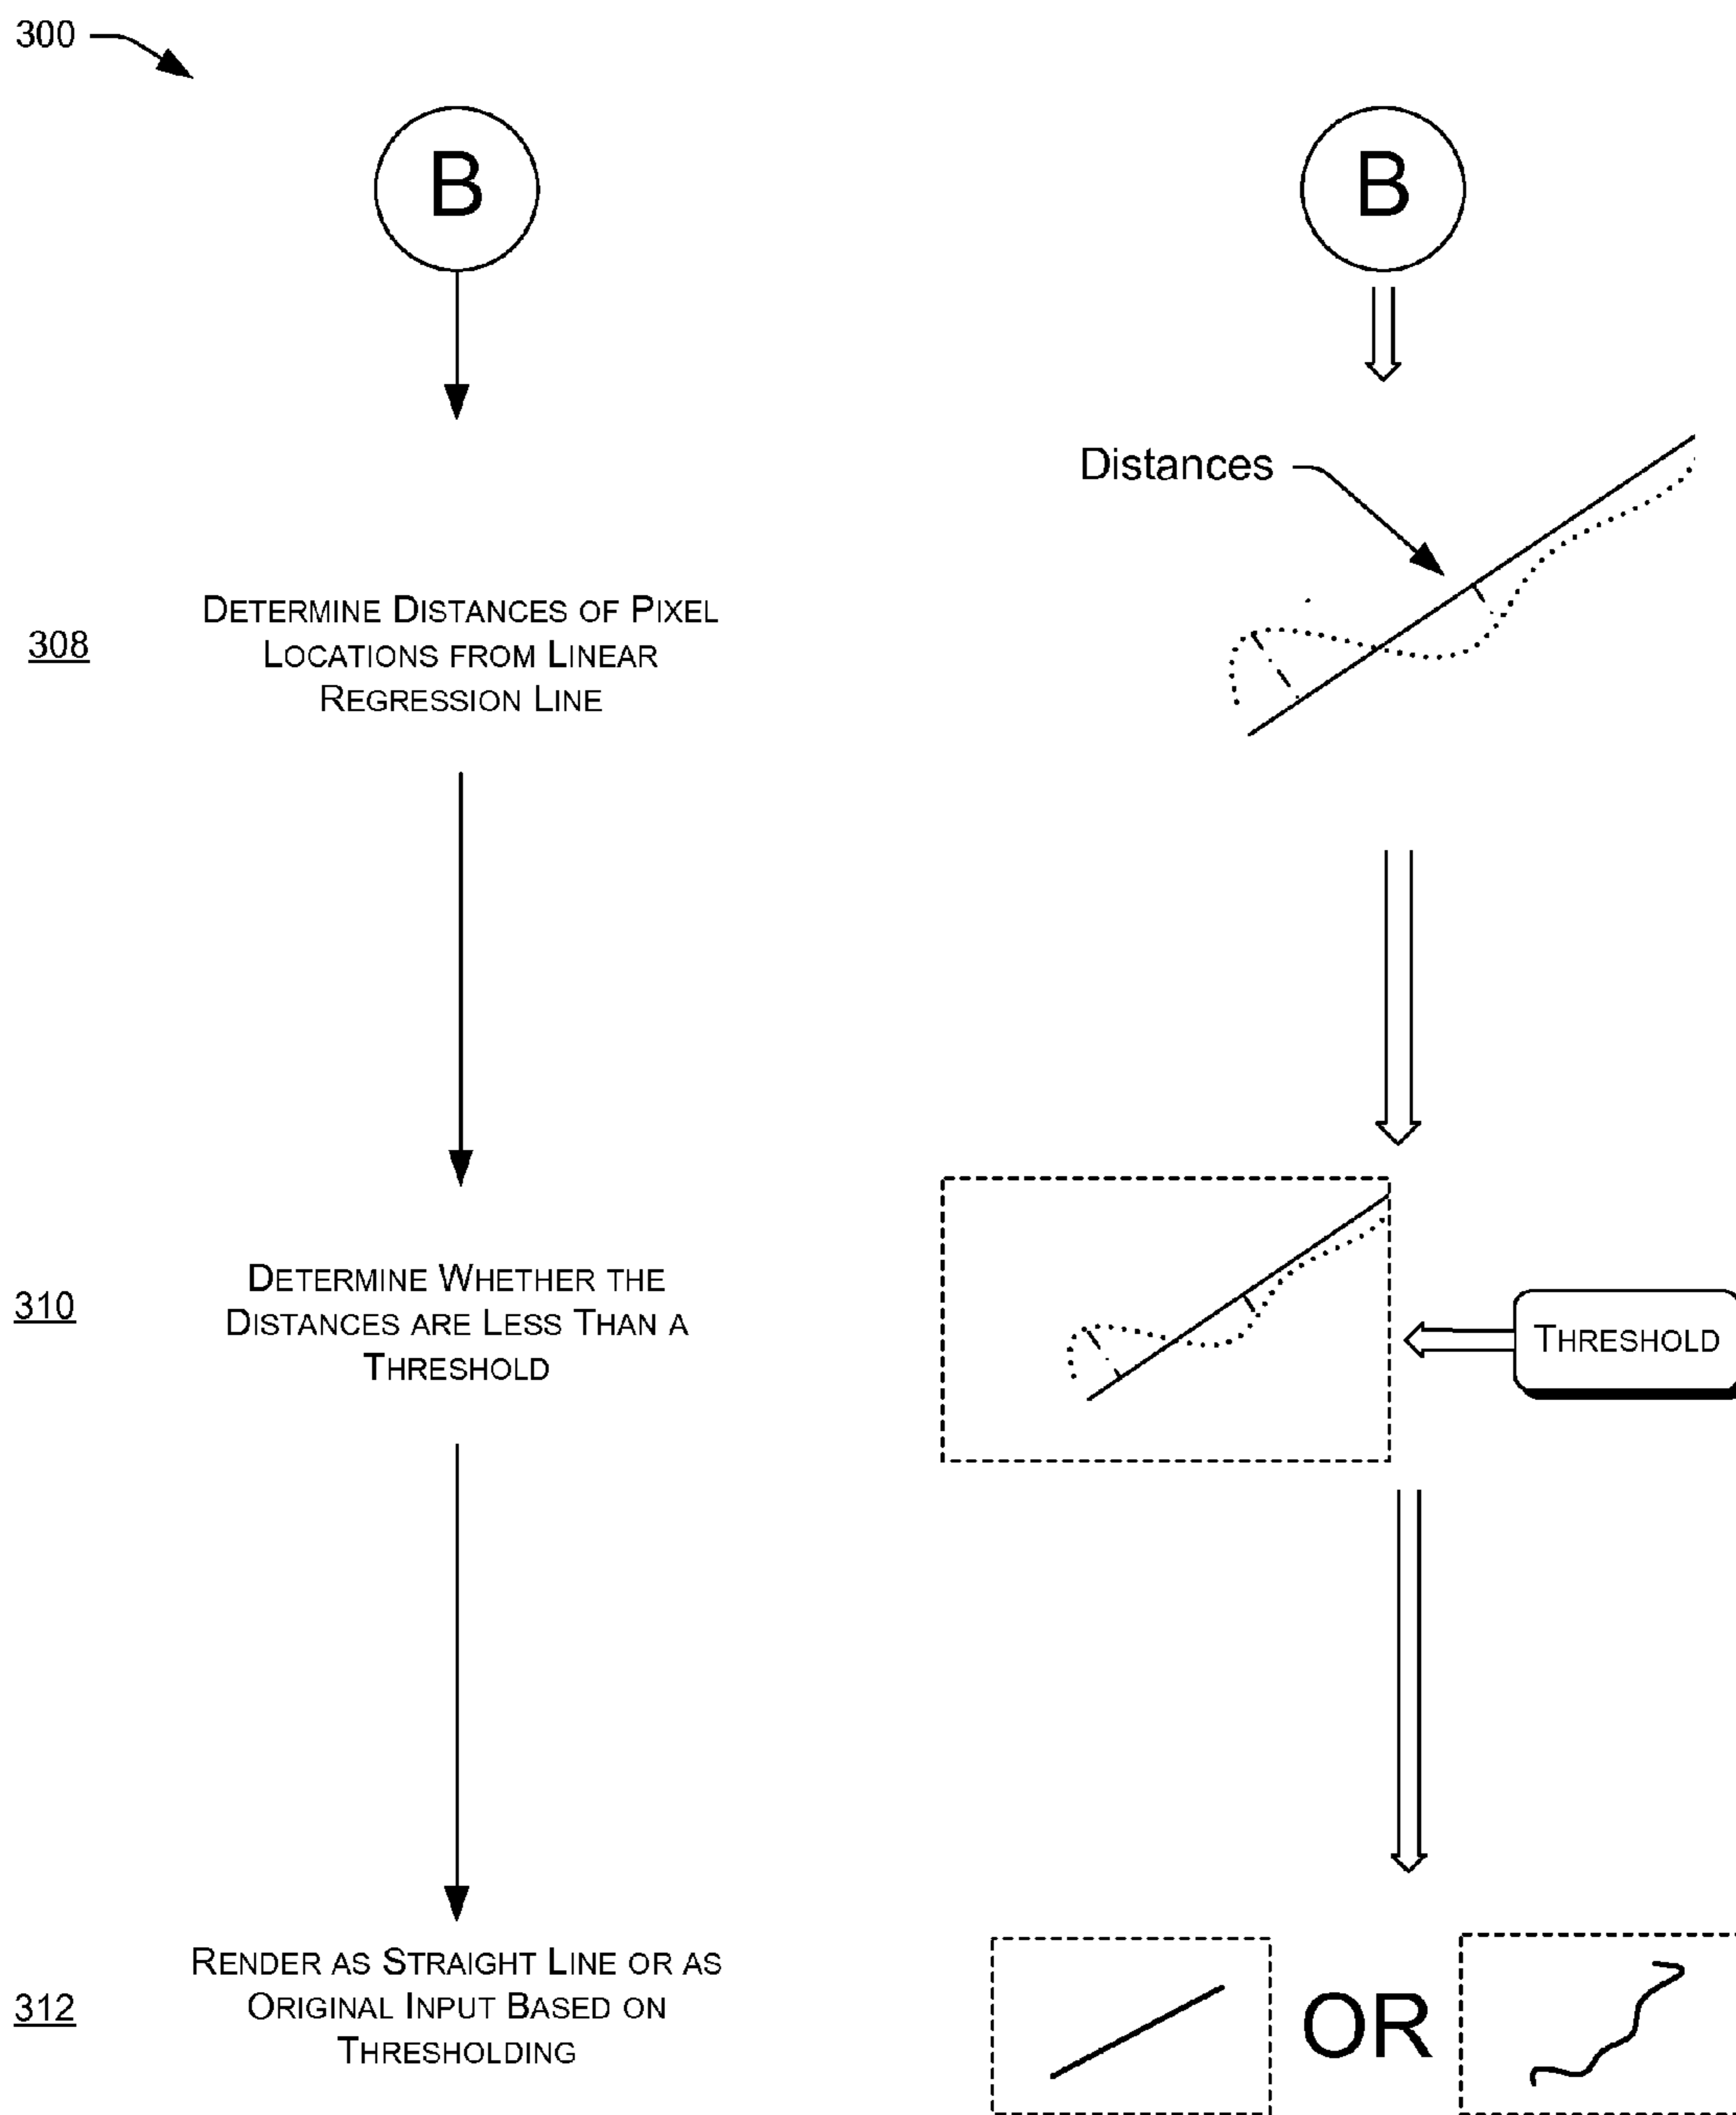 300
B
B
Distances
308
DETERMINE DISTANCES OF PIXEL
LOCATIONS FROM LINEAR
REGRESSION LINE
310
DETERMINE WHETHER THE
DISTANCES ARE LESS THAN A
THRESHOLD
THRESHOLD
312
RENDER AS STRAIGHT LINE OR AS
ORIGINAL INPUT BASED ON
THRESHOLDING
OR